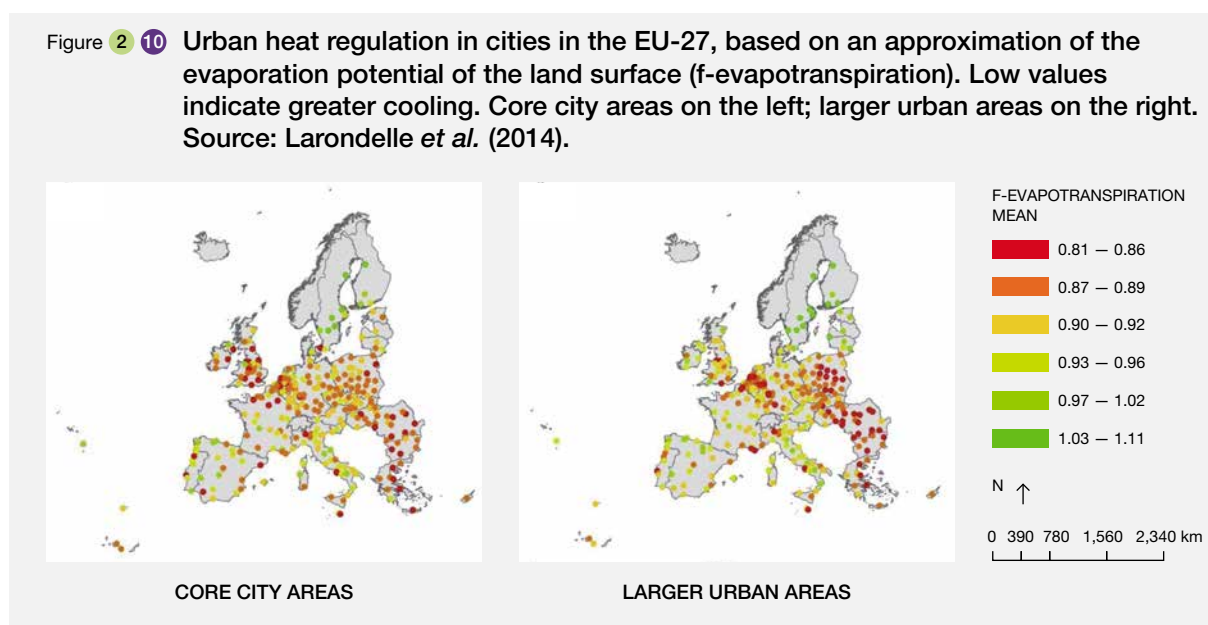 Figure 2 10 Urban heat regulation in cities in the EU-27, based on an approximation of the
evaporation potential of the land surface (f-evapotranspiration). Low values
indicate greater cooling. Core city areas on the left; larger urban areas on the right.
Source: Larondelle et al. (2014).
F-EVAPOTRANSPIRATION
MEAN
0.81 — 0.86
0.87 — 0.89
0.90 — 0.92
0.93 — 0.96
0.97 — 1.02
1.03 — 1.11
N
0 390 780 1,560 2,340 km
CORE CITY AREAS
LARGER URBAN AREAS